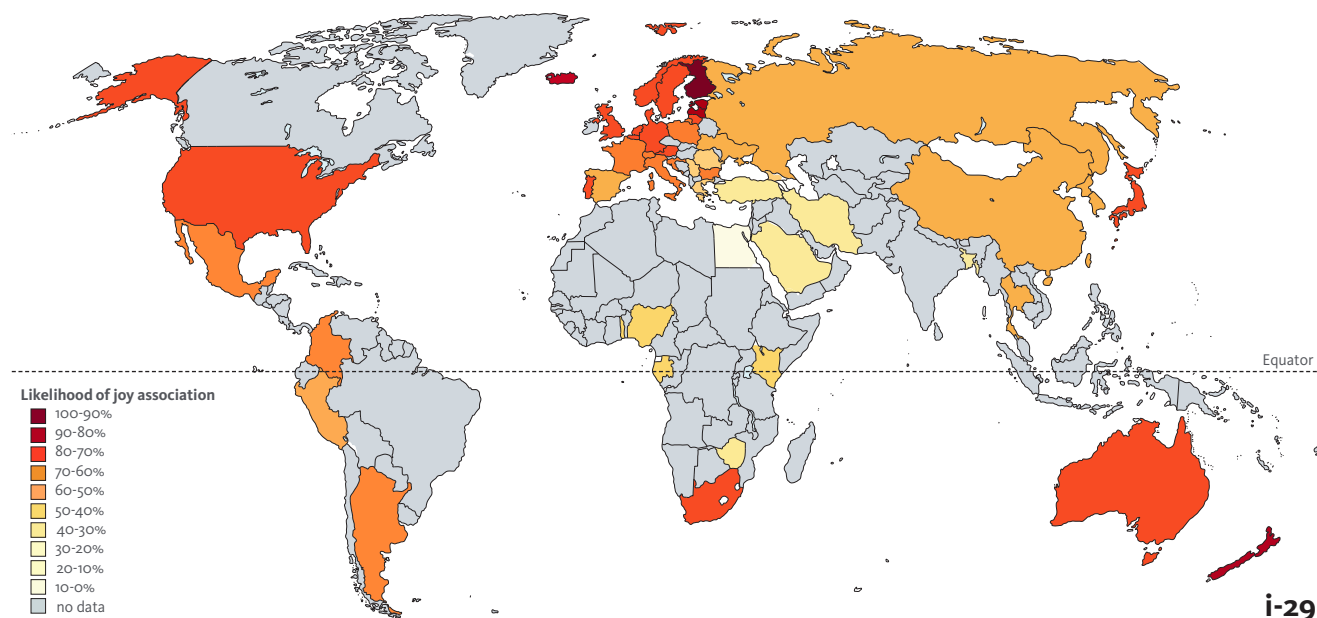 Equator
Likelihood of joy association
100-90%
90-80%
80-70%
70-60%
60-50%
50-40%
40-30%
30-20%
20-10%
10-0%
no data
i-29